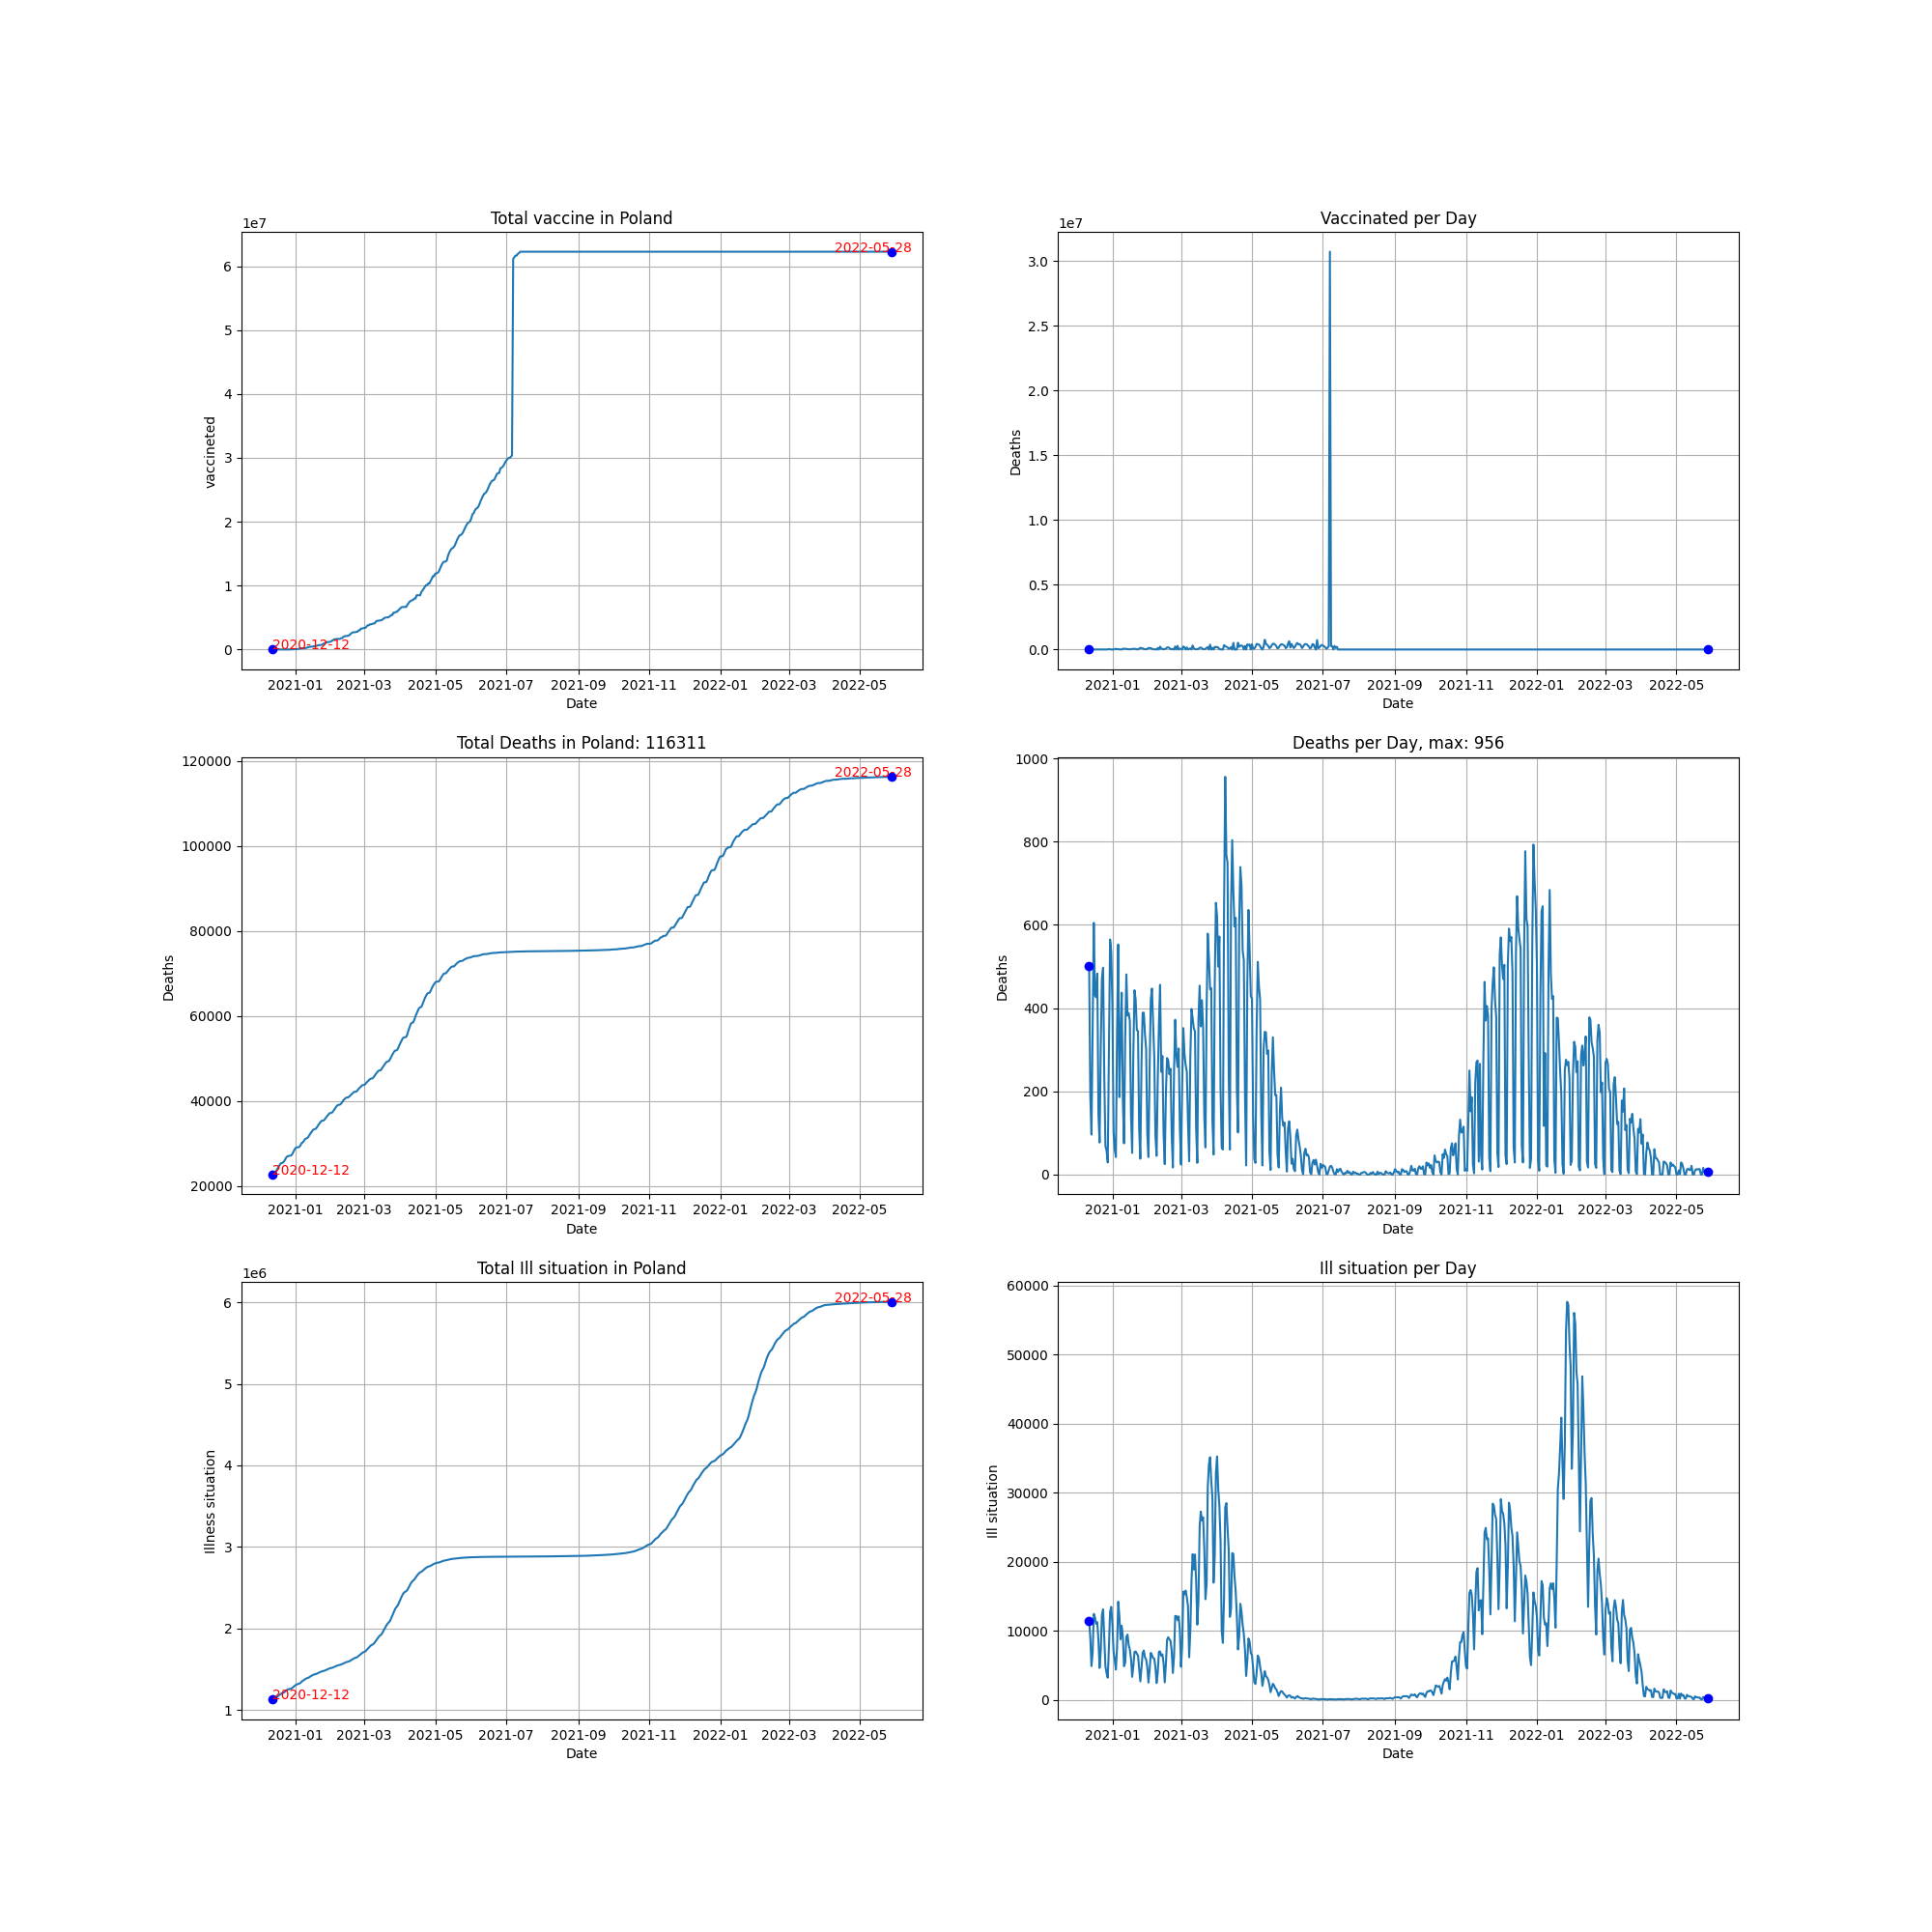 Total vaccine in Poland
1e7
6
5
4
3
2
1
0
vaccineted
2020-12-12
2022-05-28
2021-01 2021-03 2021-05 2021-07 2021-09 2021-11 2022-01 2022-03 2022-05
Date
Vaccinated per Day
1e7
3.0
2.5
2.0
1.5
1.0
0.5
0.0
Deaths
2021-01 2021-03 2021-05 2021-07 2021-09 2021-11 2022-01 2022-03 2022-05
Date
Total Deaths in Poland: 116311
120000
100000
80000
60000
40000
20000
Deaths
2020-12-12
2022-05-28
2021-01 2021-03 2021-05 2021-07 2021-09 2021-11 2022-01 2022-03 2022-05
Date
Deaths per Day, max: 956
1000
800
600
400
200
0
Deaths
2021-01 2021-03 2021-05 2021-07 2021-09 2021-11 2022-01 2022-03 2022-05
Date
Total Ill situation in Poland
1e6
6
5
4
3
2
1
Illness situation
2020-12-12
2022-05-28
2021-01 2021-03 2021-05 2021-07 2021-09 2021-11 2022-01 2022-03 2022-05
Date
Ill situation per Day
60000
50000
40000
30000
20000
10000
0
Ill situation
2021-01 2021-03 2021-05 2021-07 2021-09 2021-11 2022-01 2022-03 2022-05
Date